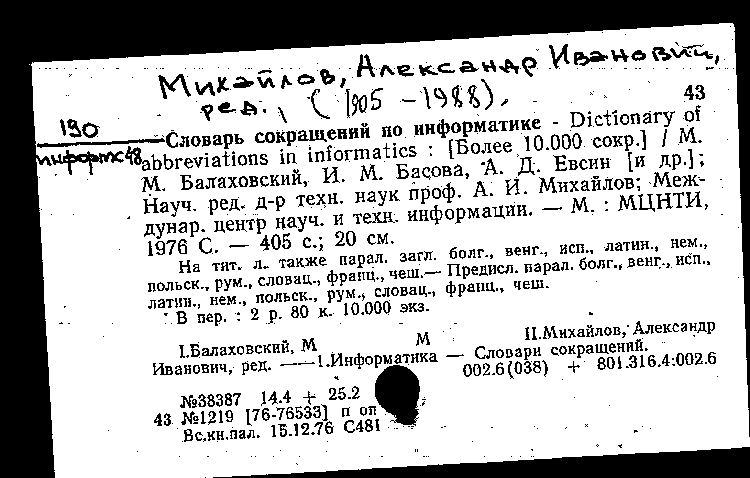 Михайлов, Александр Иванович,
ред., (1905 - 1988).
43
190
информ 48
Словарь сокращений по информатике - Dictionary of
abbreviations in informatics : [Более 10.000 сокр.] / М.
М. Балаховский, И. М. Басова, А. Д. Евсин [и др.];
Науч. ред. д-р техн. наук проф. А. И. Михайлов; Меж-
дунар. центр науч. и техн. информации. — М. : МЦНТИ,
1976 С. — 405 с.; 20 см.
На тит. л. также парал. загл. болг., венг., исп., латин., нем.,
польск., рум., словац., франц., чеш.— Предисл. парал. болг., венг., исп.,
латин., нем., польск., рум., словац., франц., чеш.
В пер. : 2 р. 80 к. 10.000 экз.
I.Балаховский, М М II.Михайлов, Александр
Иванович, ред. ——1.Информатика — Словари сокращений.
002.6(038) + 801.316.4:002.6
№38387 14.4 + 25.2
43 №1219 [76-76533] п оп
Вс.кн.пал. 15.12.76 С481